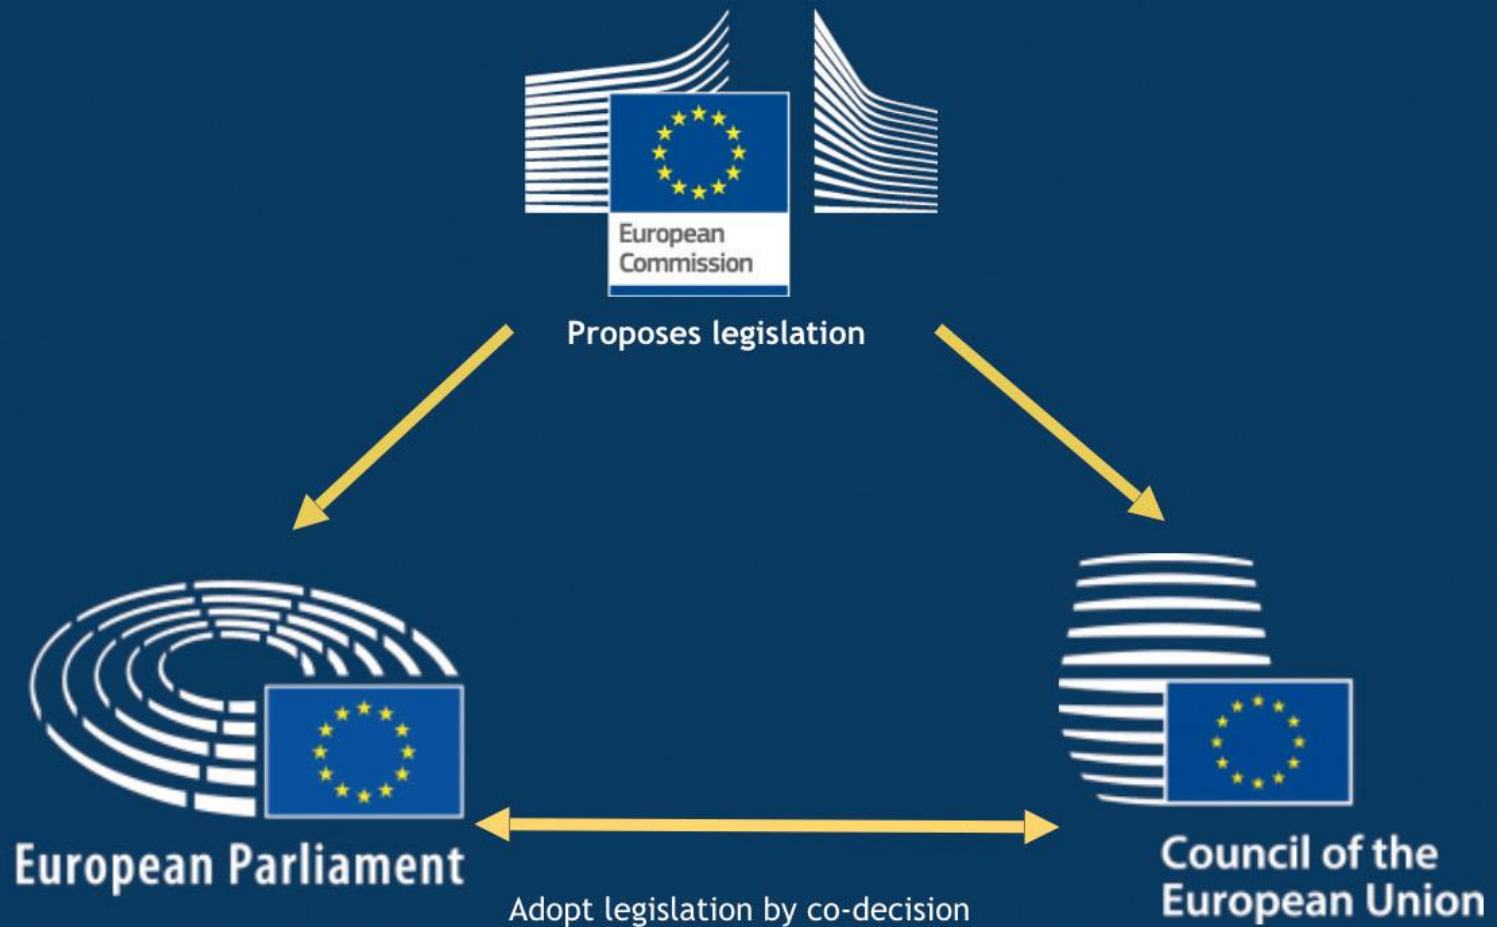 European
Commission
Proposes legislation
European Parliament
Council of the
European Union
Adopt legislation by co-decision